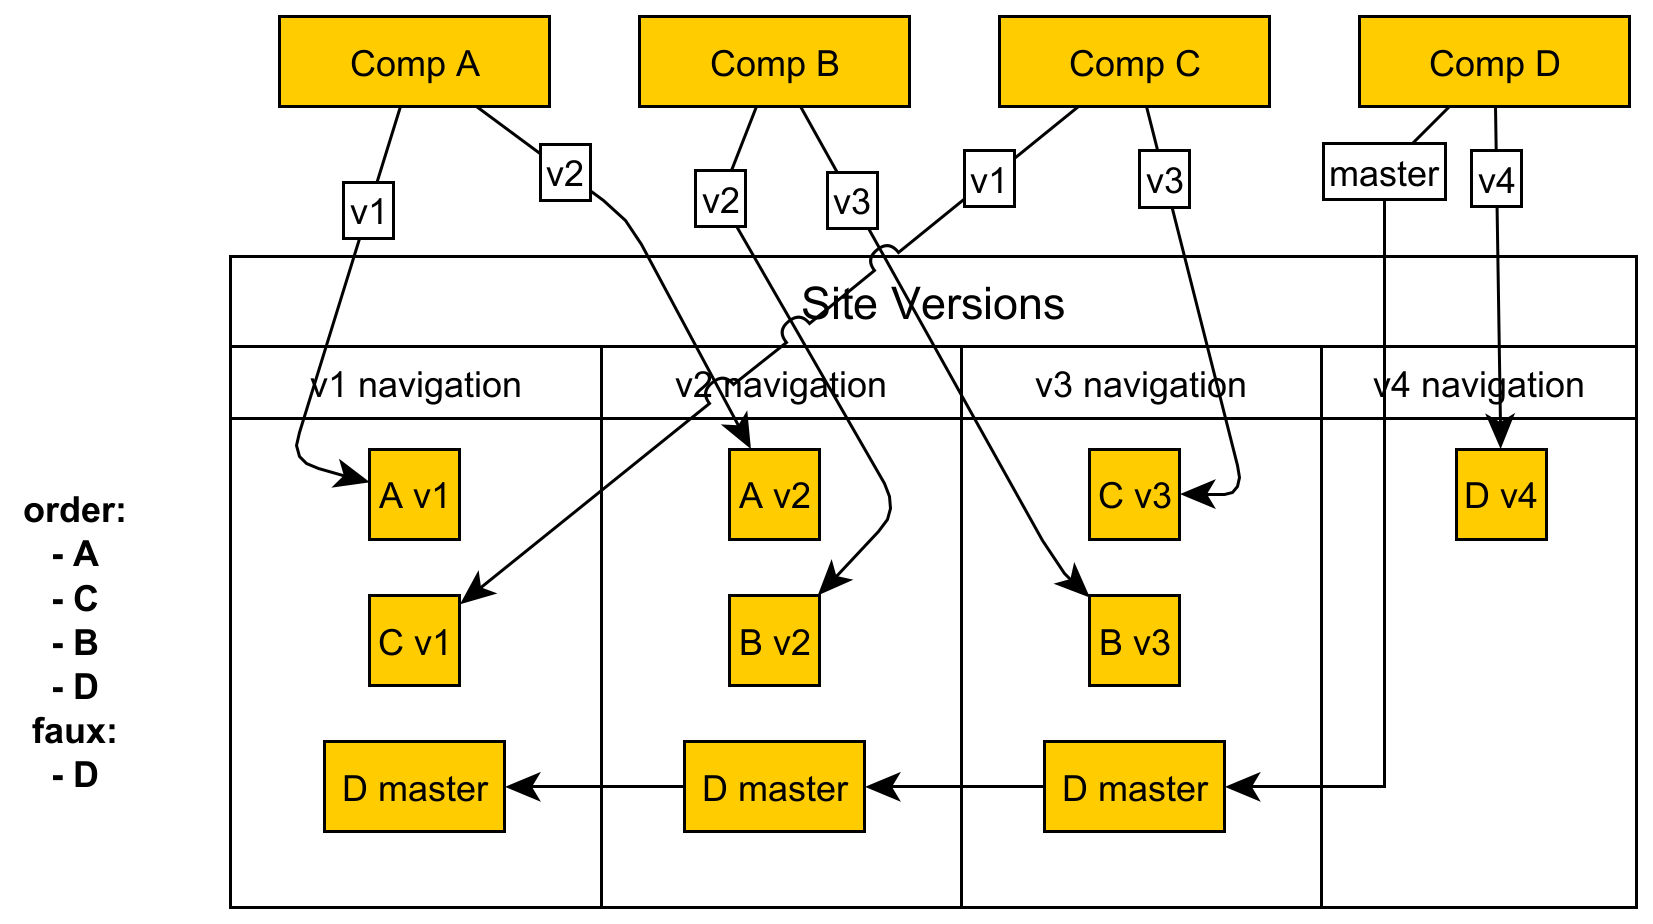 Comp A
Comp B
Comp C
Comp D
v1
v2
v2
v3
v1
v3
master
v4
Site Versions
v1 navigation
v2 navigation
v3 navigation
v4 navigation
A v1
A v2
C v3
D v4
C v1
B v2
B v3
D master
D master
D master
order:
- A
- C
- B
- D
faux:
- D